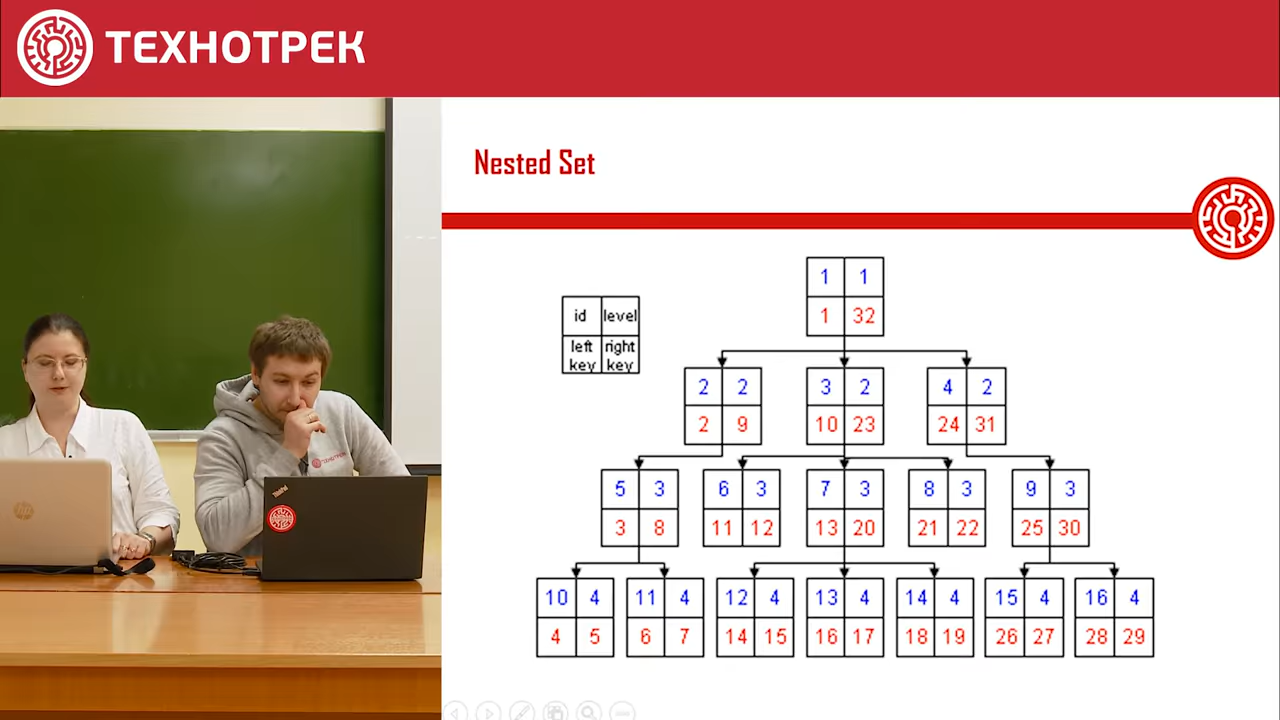 ТЕХНОТРЕК
Nested Set
1 1
1 32
id level
left right
key key
2 2 3 2 4 2
2 9 10 23 24 31
5 3 6 3 7 3 8 3 9 3
3 8 11 12 13 20 21 22 25 30
10 4 11 4 12 4 13 4 14 4 15 4 16 4
4 5 6 7 14 15 16 17 18 19 26 27 28 29
ThinkPad
hp